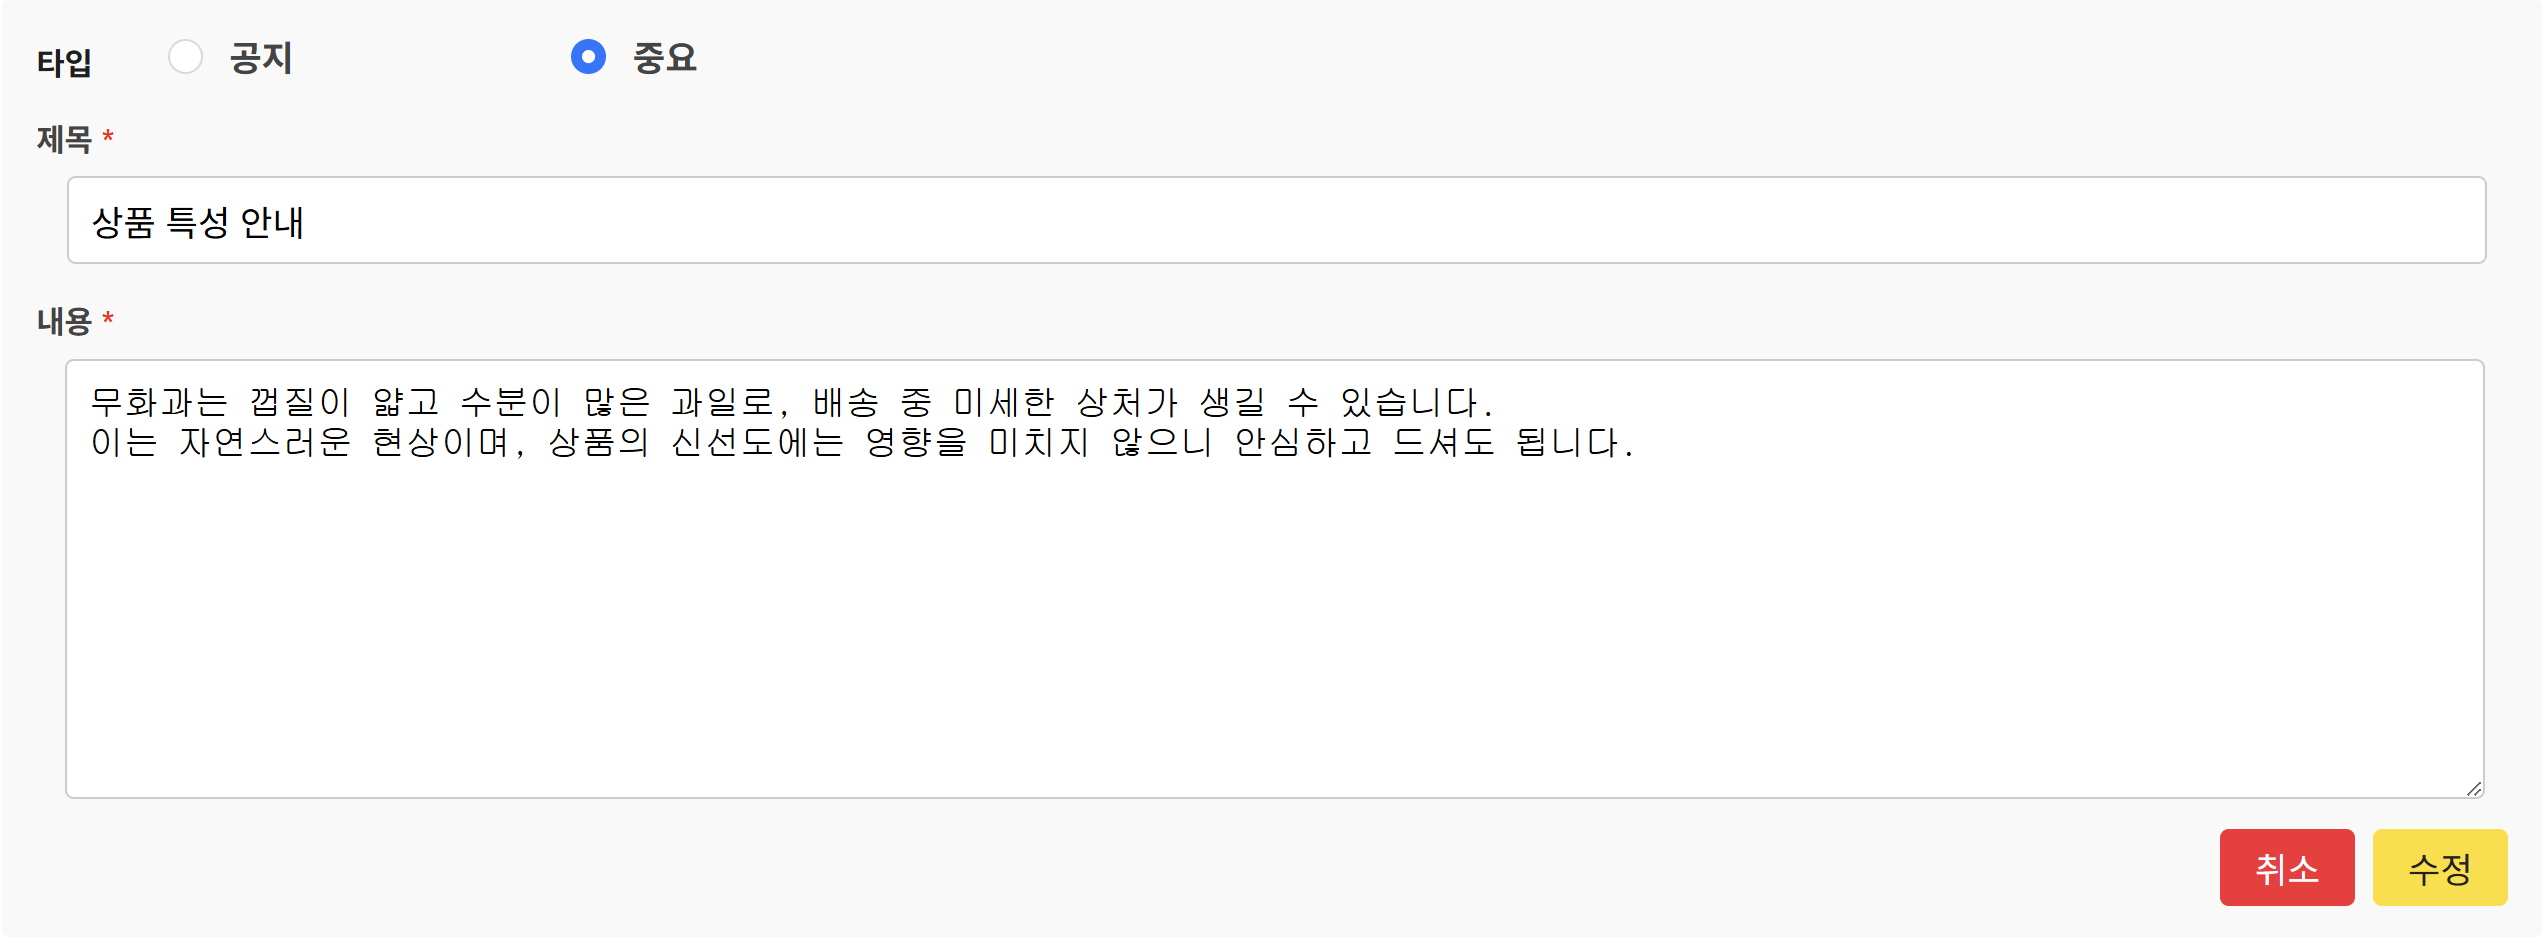 타입 공지 중요
제목 *
상품 특성 안내
내용 *
무화과는 껍질이 얇고 수분이 많은 과일로, 배송 중 미세한 상처가 생길 수 있습니다.
이는 자연스러운 현상이며, 상품의 신선도에는 영향을 미치지 않으니 안심하고 드셔도 됩니다.
취소 수정